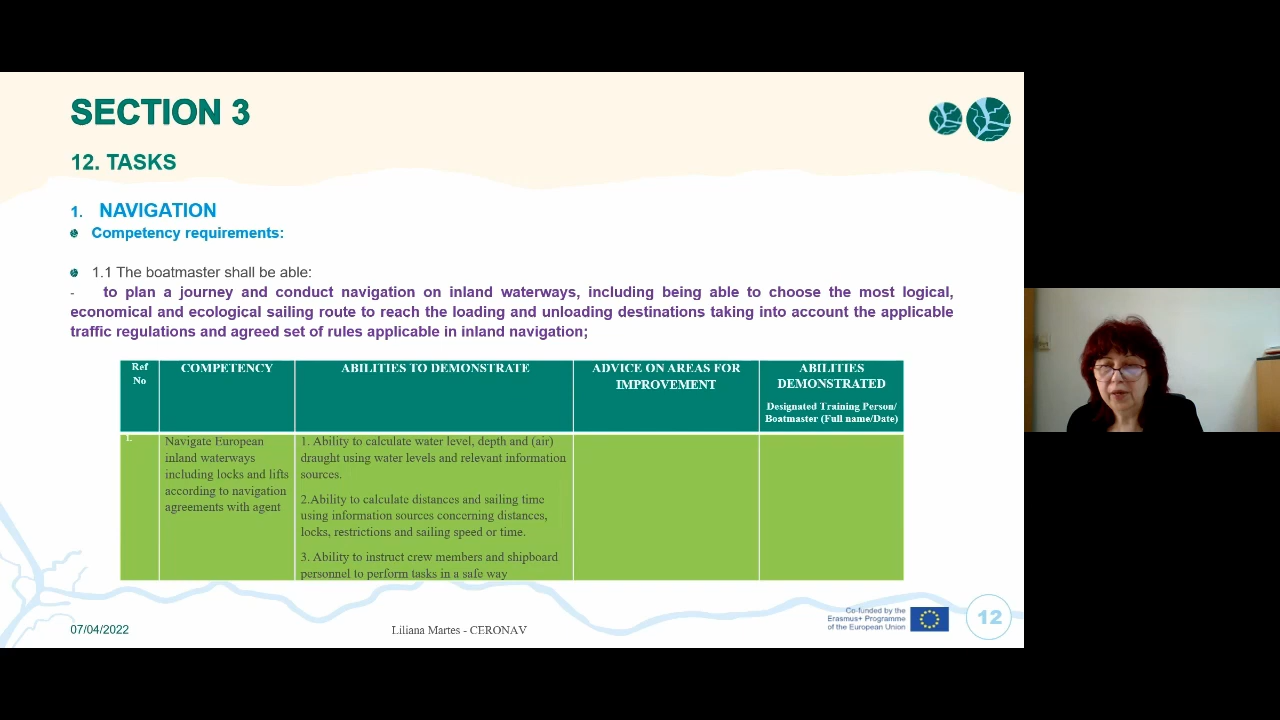 SECTION 3
12. TASKS
1. NAVIGATION
Competency requirements:
1.1 The boatmaster shall be able:
- to plan a journey and conduct navigation on inland waterways, including being able to choose the most logical,
economical and ecological sailing route to reach the loading and unloading destinations taking into account the applicable
traffic regulations and agreed set of rules applicable in inland navigation;
Ref
No
COMPETENCY
ABILITIES TO DEMONSTRATE
ADVICE ON AREAS FOR
IMPROVEMENT
ABILITIES
DEMONSTRATED
Designated Training Person/
Boatmaster (Full name/Date)
1.
Navigate European
inland waterways
including locks and lifts
according to navigation
agreements with agent
1. Ability to calculate water level, depth and (air)
draught using water levels and relevant information
sources.
2.Ability to calculate distances and sailing time
using information sources concerning distances,
locks, restrictions and sailing speed or time.
3. Ability to instruct crew members and shipboard
personnel to perform tasks in a safe way
07/04/2022
Liliana Martes - CERONAV
Co-funded by the
Erasmus+ Programme
of the European Union
12